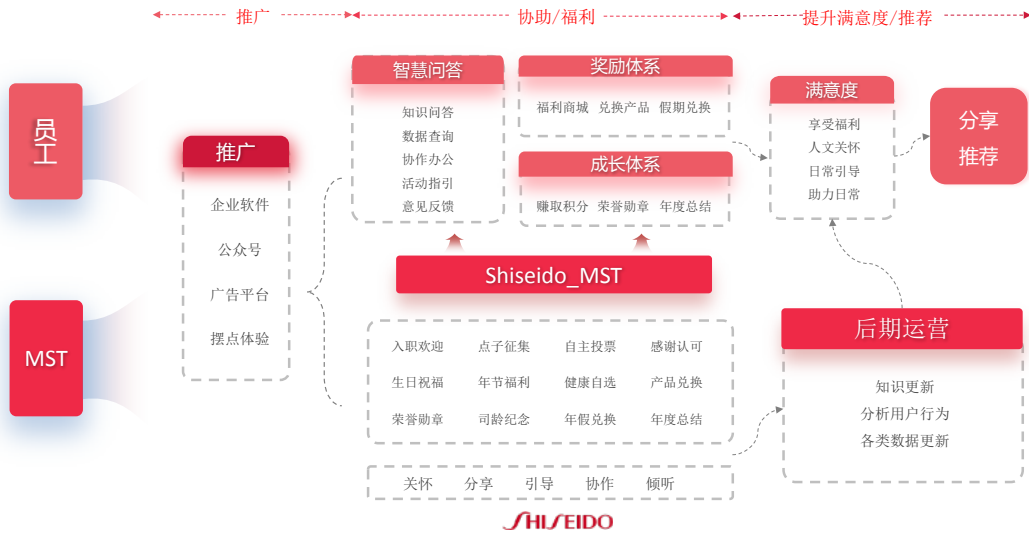 推广
协助/福利
提升满意度/推荐
员工
MST
推广
企业软件
公众号
广告平台
摆点体验
智慧问答
知识问答
数据查询
协作办公
活动指引
意见反馈
奖励体系
福利商城 兑换产品 假期兑换
成长体系
赚取积分 荣誉勋章 年度总结
Shiseido_MST
入职欢迎 点子征集 自主投票 感谢认可
生日祝福 年节福利 健康自选 产品兑换
荣誉勋章 司龄纪念 年假兑换 年度总结
关怀 分享 引导 协作 倾听
满意度
享受福利
人文关怀
日常引导
助力日常
分享
推荐
后期运营
知识更新
分析用户行为
各类数据更新
SHISEIDO